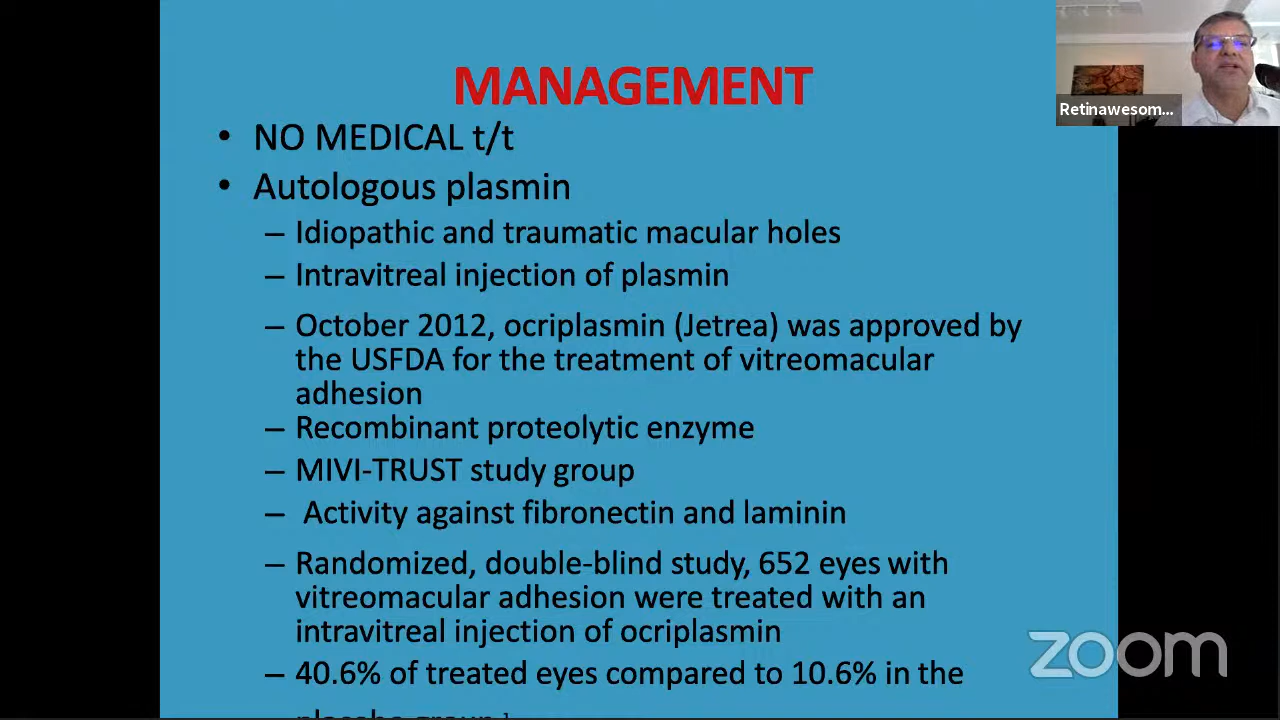 MANAGEMENT
• NO MEDICAL t/t
• Autologous plasmin
– Idiopathic and traumatic macular holes
– Intravitreal injection of plasmin
– October 2012, ocriplasmin (Jetrea) was approved by
the USFDA for the treatment of vitreomacular
adhesion
– Recombinant proteolytic enzyme
– MIVI-TRUST study group
– Activity against fibronectin and laminin
– Randomized, double-blind study, 652 eyes with
vitreomacular adhesion were treated with an
intravitreal injection of ocriplasmin
– 40.6% of treated eyes compared to 10.6% in the
Retinawesom...
zoom